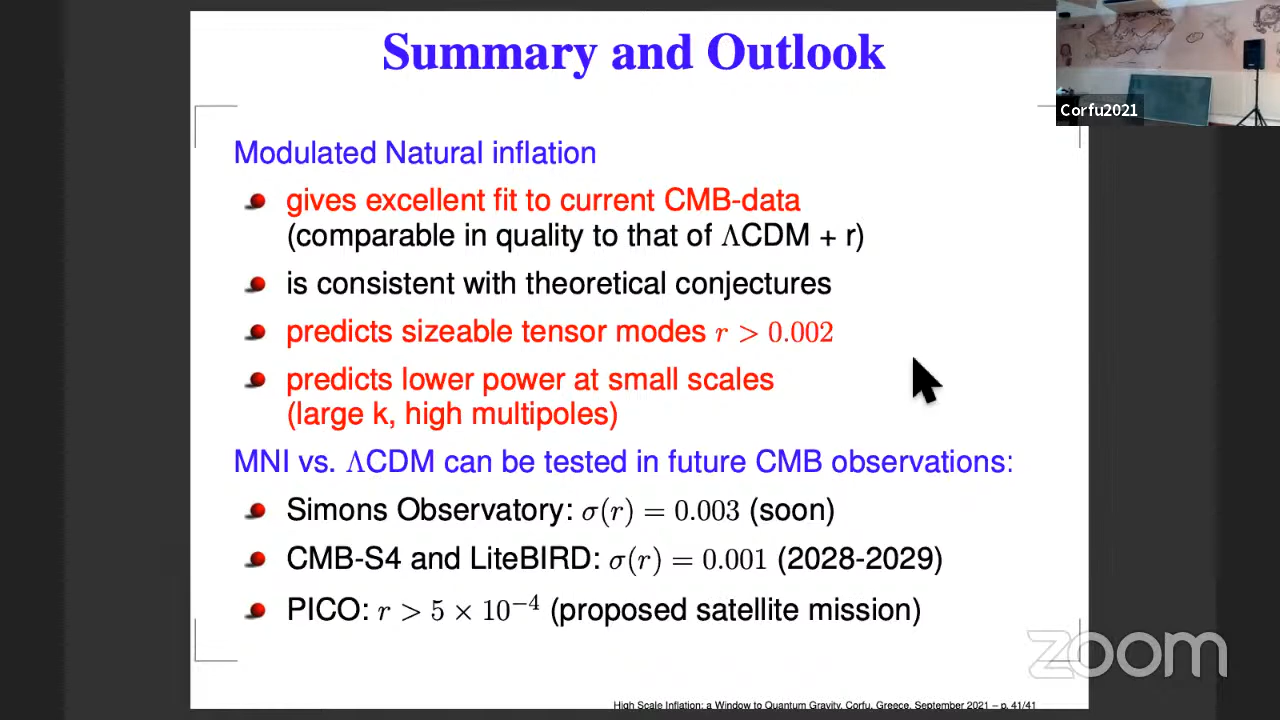 Summary and Outlook
Corfu2021
Modulated Natural inflation
gives excellent fit to current CMB-data
(comparable in quality to that of ΛCDM + r)
is consistent with theoretical conjectures
predicts sizeable tensor modes r > 0.002
predicts lower power at small scales
(large k, high multipoles)
MNI vs. ΛCDM can be tested in future CMB observations:
Simons Observatory: σ(r) = 0.003 (soon)
CMB-S4 and LiteBIRD: σ(r) = 0.001 (2028-2029)
PICO: r > 5 × 10⁻⁴ (proposed satellite mission)
zoom
High Scale Inflation: a Window to Quantum Gravity, Corfu, Greece, September 2021 – p. 41/41